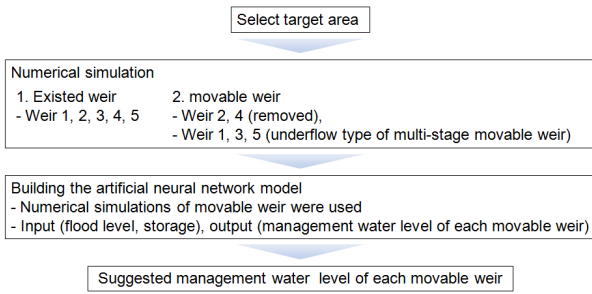 Select target area
Numerical simulation
1. Existed weir
- Weir 1, 2, 3, 4, 5
2. movable weir
- Weir 2, 4 (removed),
- Weir 1, 3, 5 (underflow type of multi-stage movable weir)
Building the artificial neural network model
- Numerical simulations of movable weir were used
- Input (flood level, storage), output (management water level of each movable weir)
Suggested management water level of each movable weir